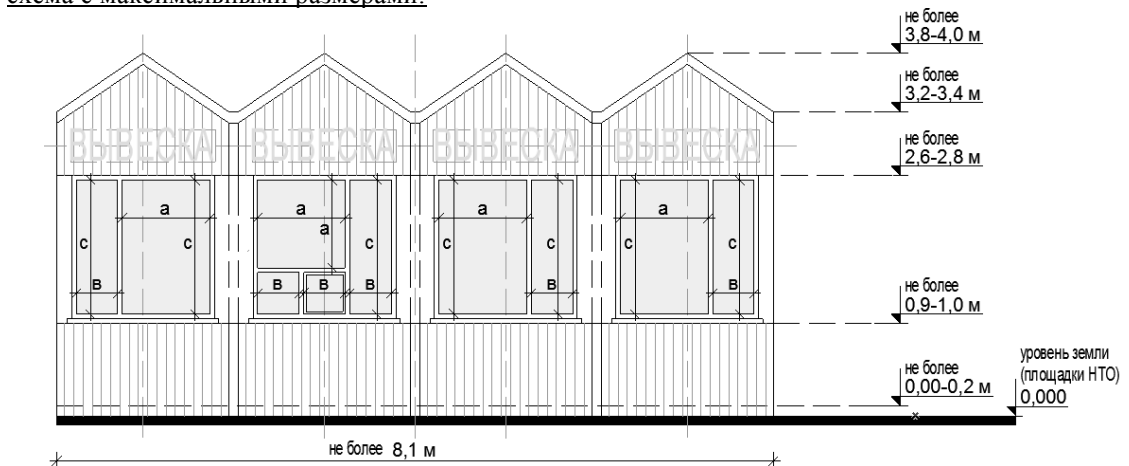 схема с максимальными размерами:
не более
3,8-4,0 м
не более
3,2-3,4 м
ВЫВЕСКА ВЫВЕСКА ВЫВЕСКА ВЫВЕСКА
не более
2,6-2,8 м
а а а а
а
с с с с с с с
в в в в в в
не более
0,9-1,0 м
не более
0,00-0,2 м
уровень земли
(площадки НТО)
0,000
не более 8,1 м